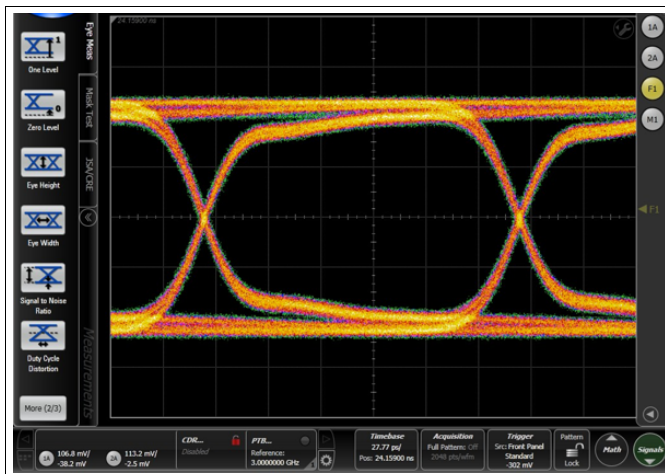 24.15900 ns
One Level
Zero Level
Eye Height
Eye Width
Signal to Noise
Ratio
Duty Cycle
Distortion
More (2/3)
Eye Meas
Mask Test
JSA/CRE
Measurements
1A
2A
F1
M1
F1
1A 106.8 mV/
-38.2 mV/
2A 113.2 mV/
-2.5 mV/
CDR...
Disabled
PTB...
Reference:
3.0000000 GHz
Timebase
27.77 ps/
Pos: 24.15900 ns
Acquisition
Full Pattern: Off
2048 pts/wfm
Trigger
Src: Front Panel
Standard
-302 mV
Pattern
Lock
Math
Signals